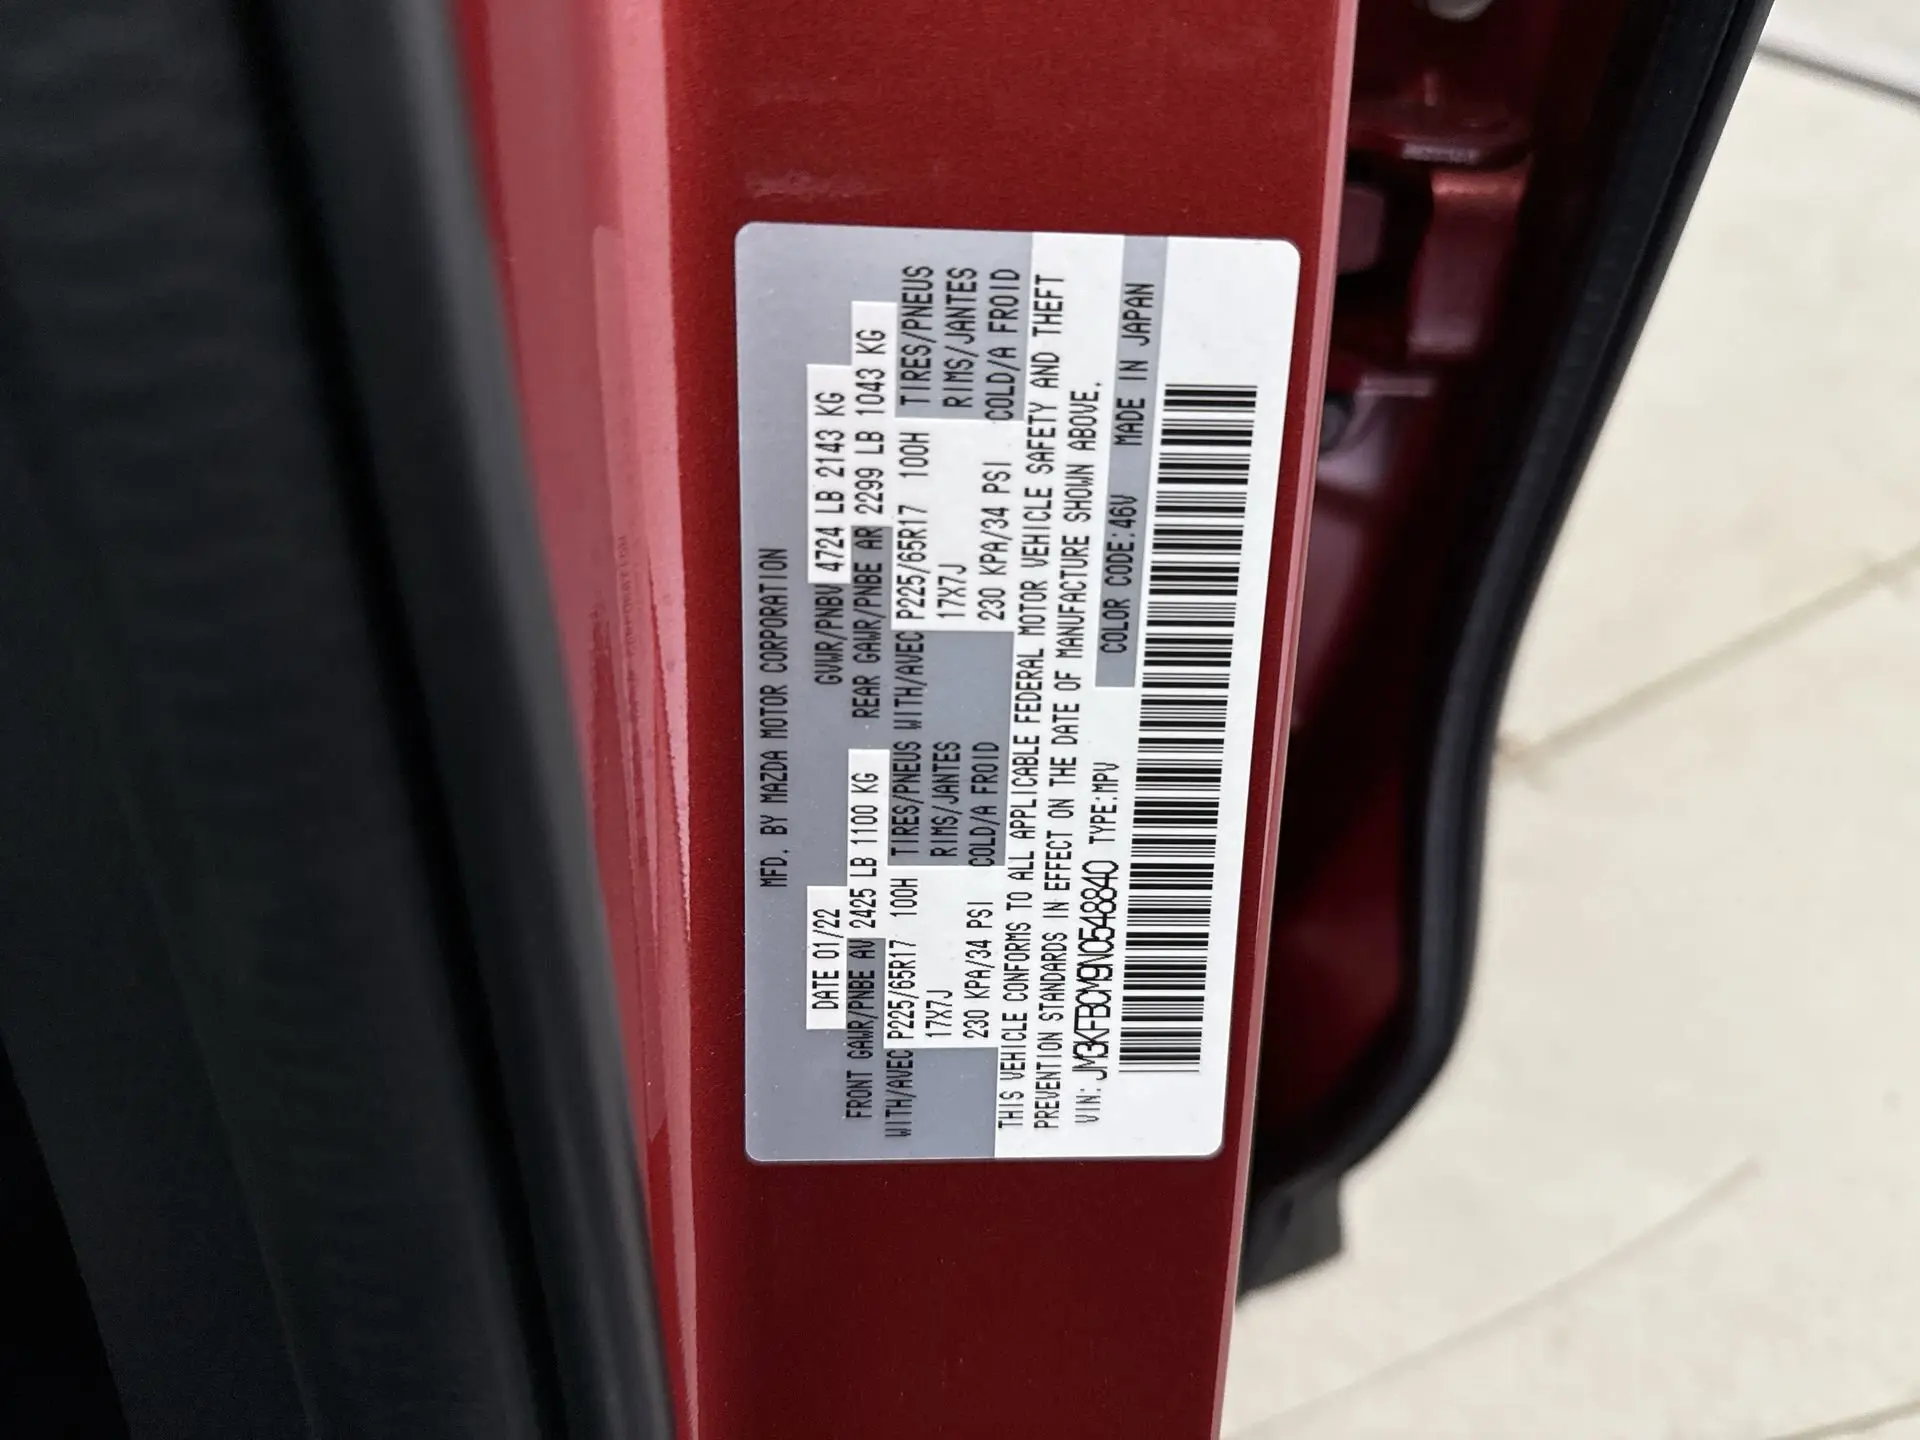 MFD. BY MAZDA MOTOR CORPORATION
DATE 01/22 GVWR/PNBV 4724 LB 2143 KG
FRONT GAWR/PNBE AV 2425 LB 1100 KG REAR GAWR/PNBE AR 2299 LB 1043 KG
WITH/AVEC P225/65R17 100H TIRES/PNEUS WITH/AVEC P225/65R17 100H TIRES/PNEUS
17X7J RIMS/JANTES 17X7J RIMS/JANTES
230 KPA/34 PSI COLD/A FROID 230 KPA/34 PSI COLD/A FROID
THIS VEHICLE CONFORMS TO ALL APPLICABLE FEDERAL MOTOR VEHICLE SAFETY AND THEFT
PREVENTION STANDARDS IN EFFECT ON THE DATE OF MANUFACTURE SHOWN ABOVE.
VIN: JM3KFBCM9N0548840 TYPE:MPV COLOR CODE:46V MADE IN JAPAN